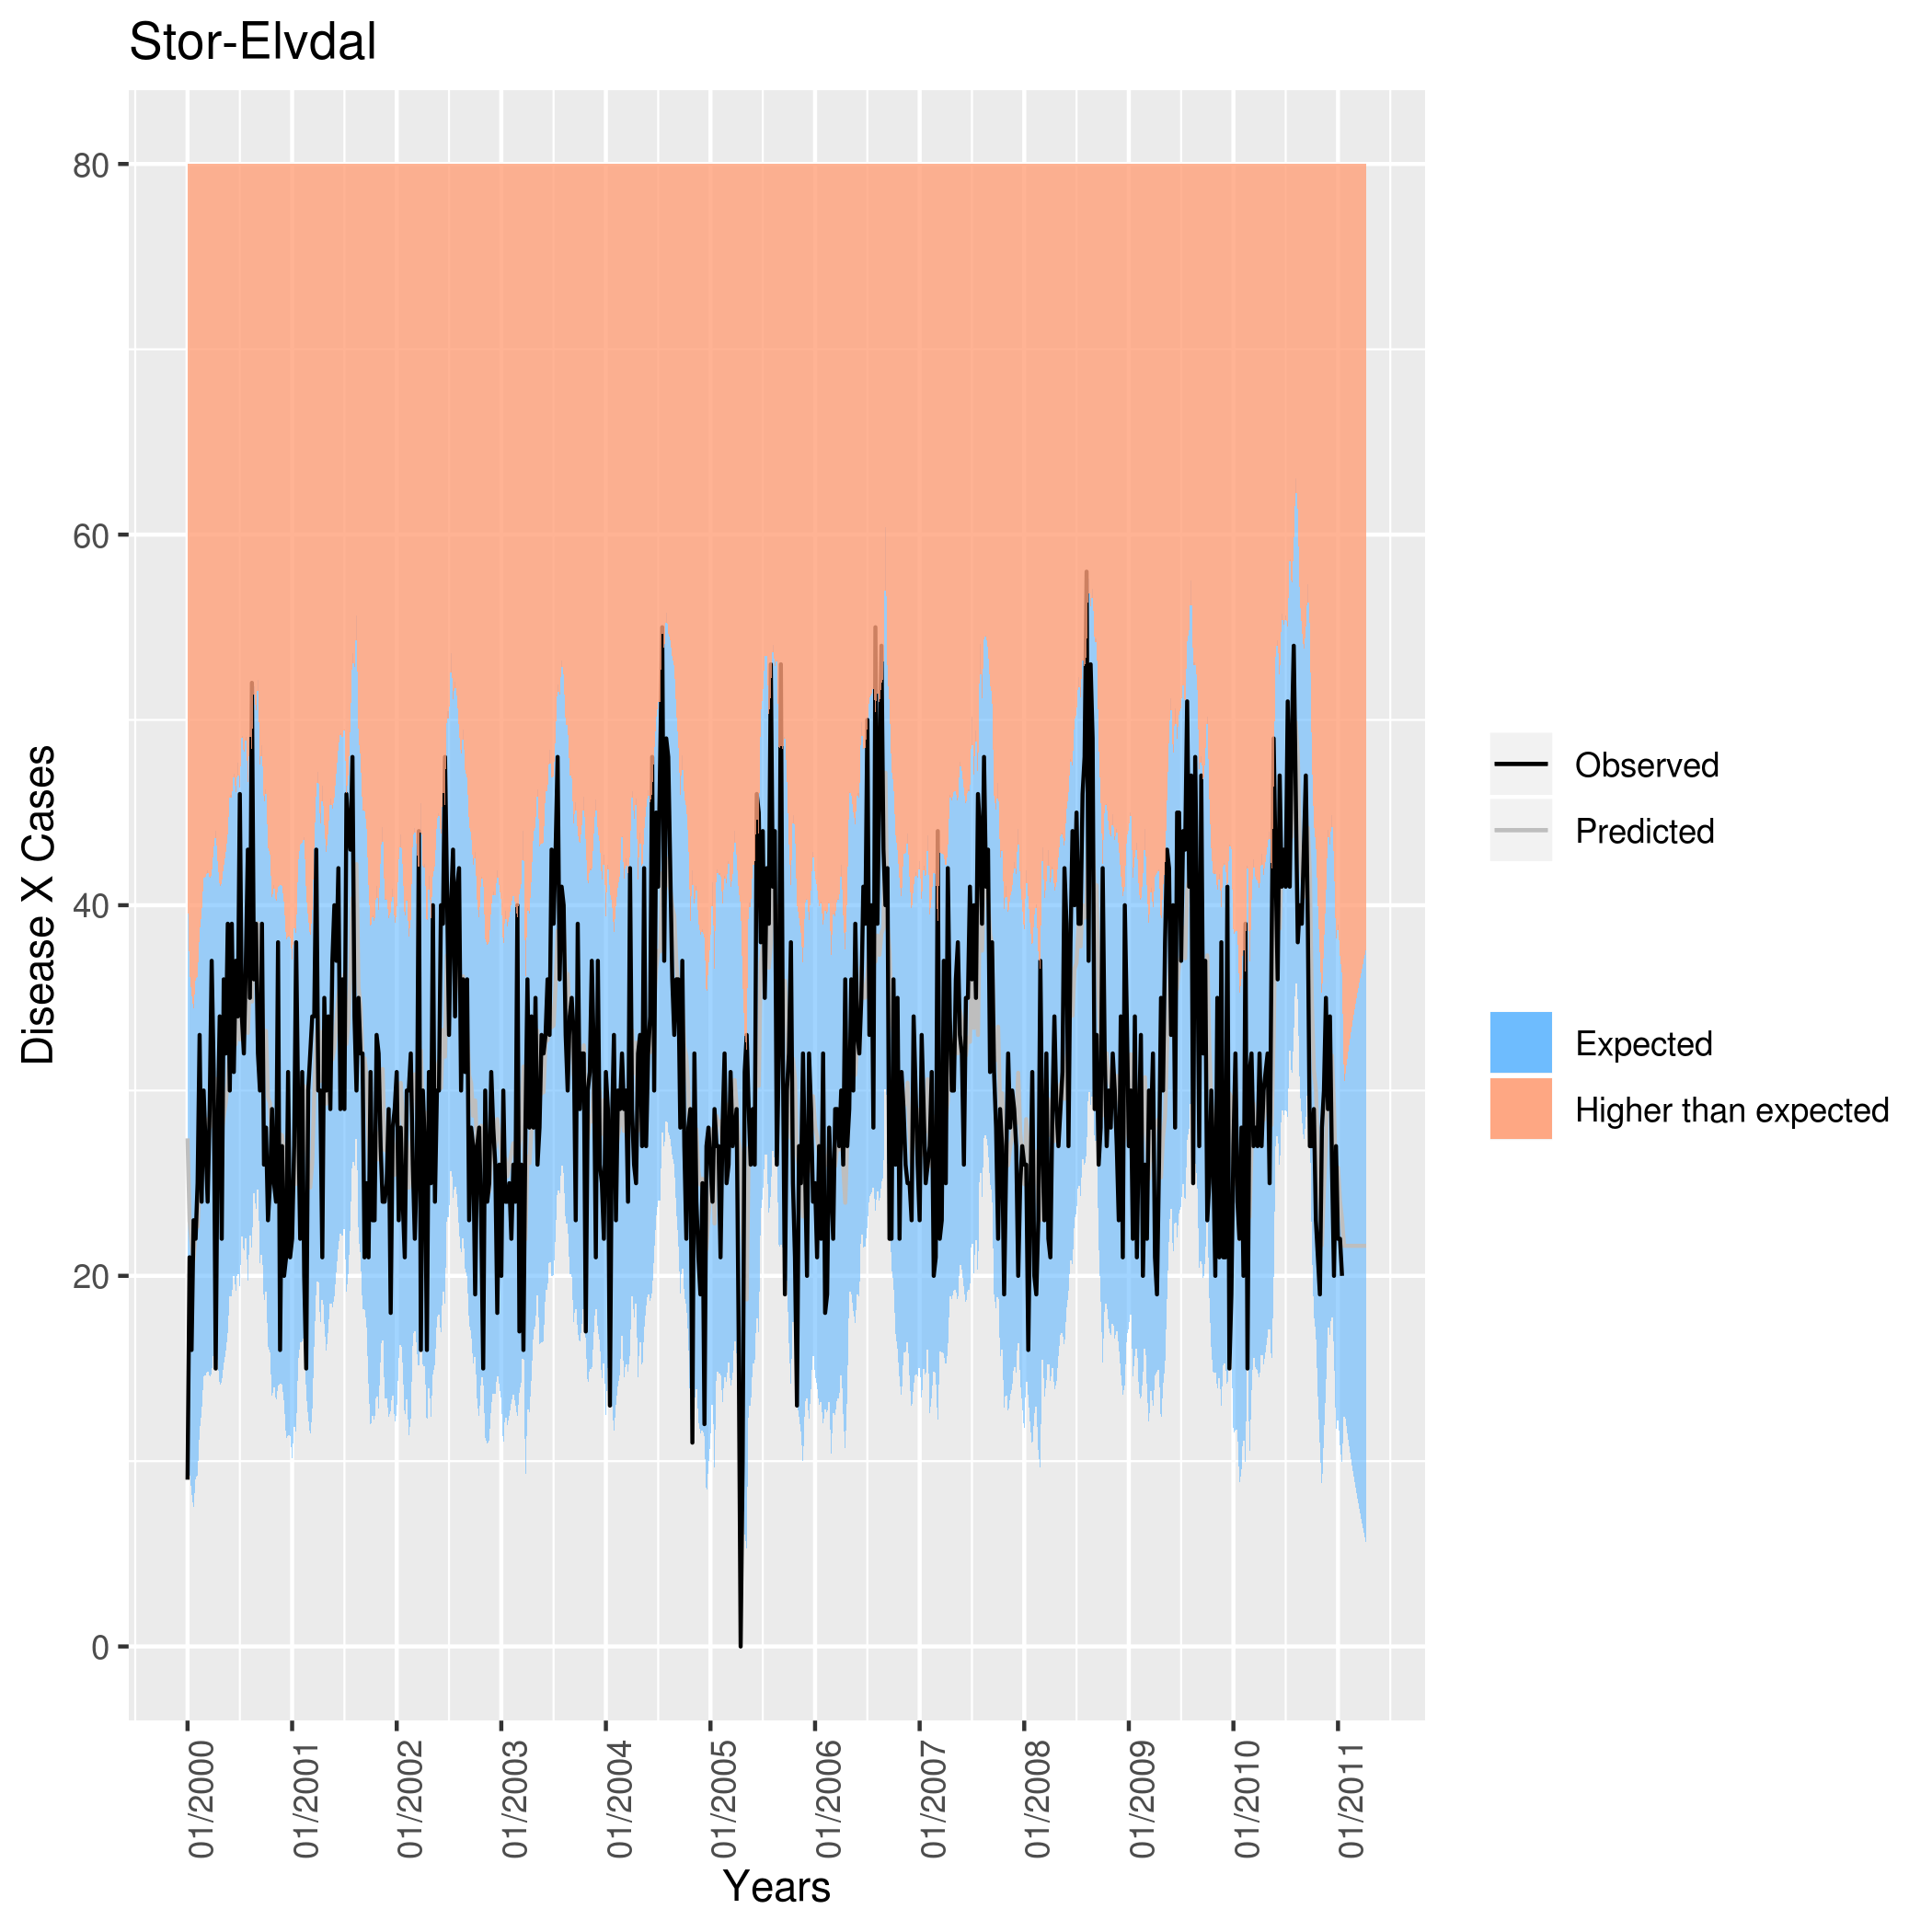 Stor-Elvdal
Disease X Cases
80
60
40
20
0
01/2000
01/2001
01/2002
01/2003
01/2004
01/2005
01/2006
01/2007
01/2008
01/2009
01/2010
01/2011
Years
Observed
Predicted
Expected
Higher than expected